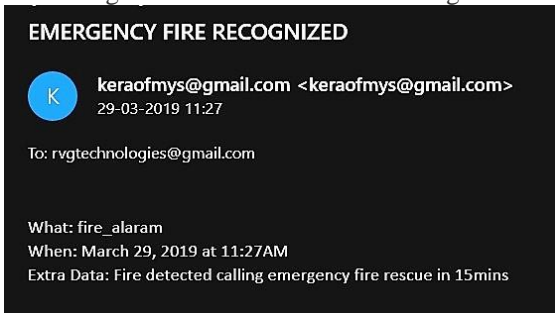 EMERGENCY FIRE RECOGNIZED
K
keraofmys@gmail.com <keraofmys@gmail.com>
29-03-2019 11:27
To: rvgtechnologies@gmail.com
What: fire_alaram
When: March 29, 2019 at 11:27AM
Extra Data: Fire detected calling emergency fire rescue in 15mins